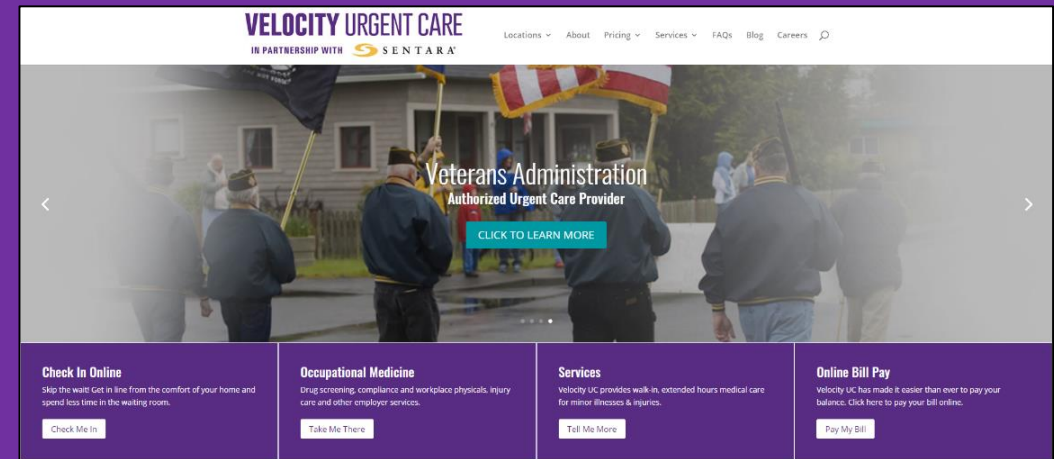 VELOCITY URGENT CARE
IN PARTNERSHIP WITH SENTARA
Locations About Pricing Services FAQs Blog Careers
Veterans Administration
Authorized Urgent Care Provider
CLICK TO LEARN MORE
Check In Online
Skip the wait! Get in line from the comfort of your home and
spend less time in the waiting room.
Check Me In
Occupational Medicine
Drug screening, compliance and workplace physicals, injury
care and other employer services.
Take Me There
Services
Velocity UC provides walk-in, extended hours medical care
for minor illnesses & injuries.
Tell Me More
Online Bill Pay
Velocity UC has made it easier than ever to pay your
balance. Click here to pay your bill online.
Pay My Bill